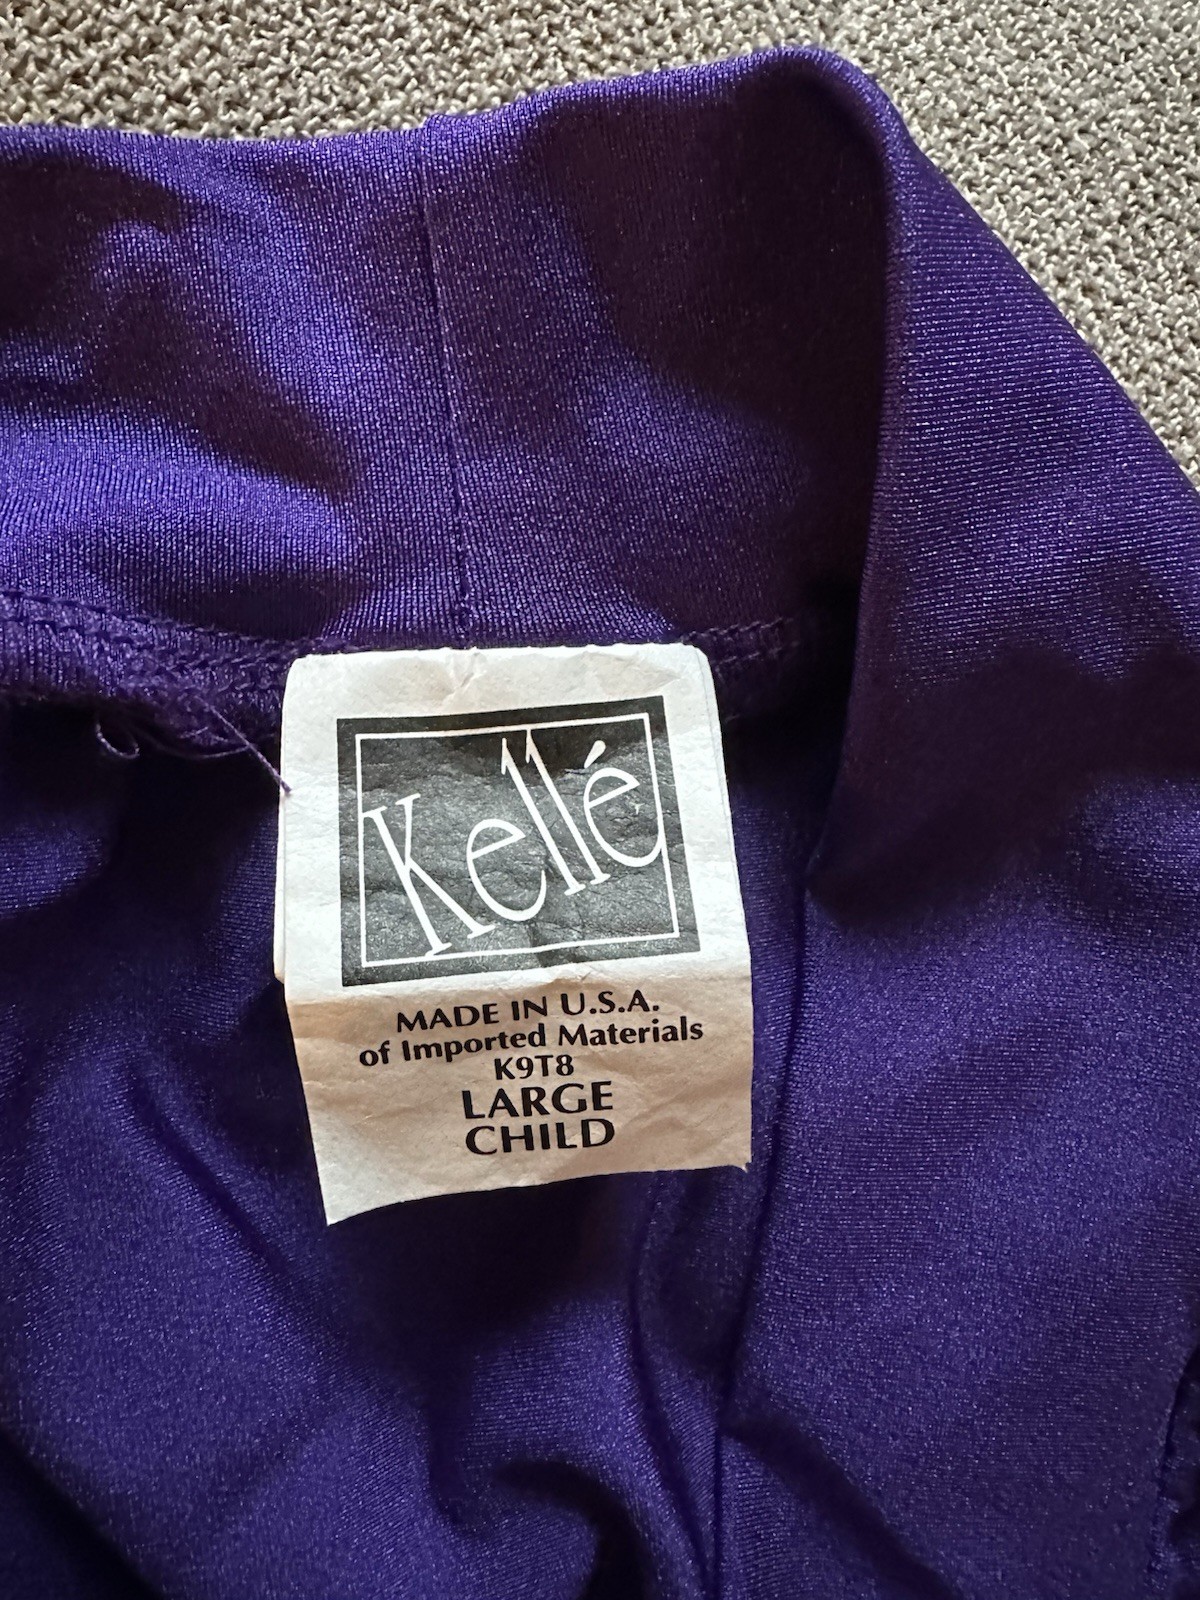 Kellé
MADE IN U.S.A.
of Imported Materials
K9T8
LARGE
CHILD